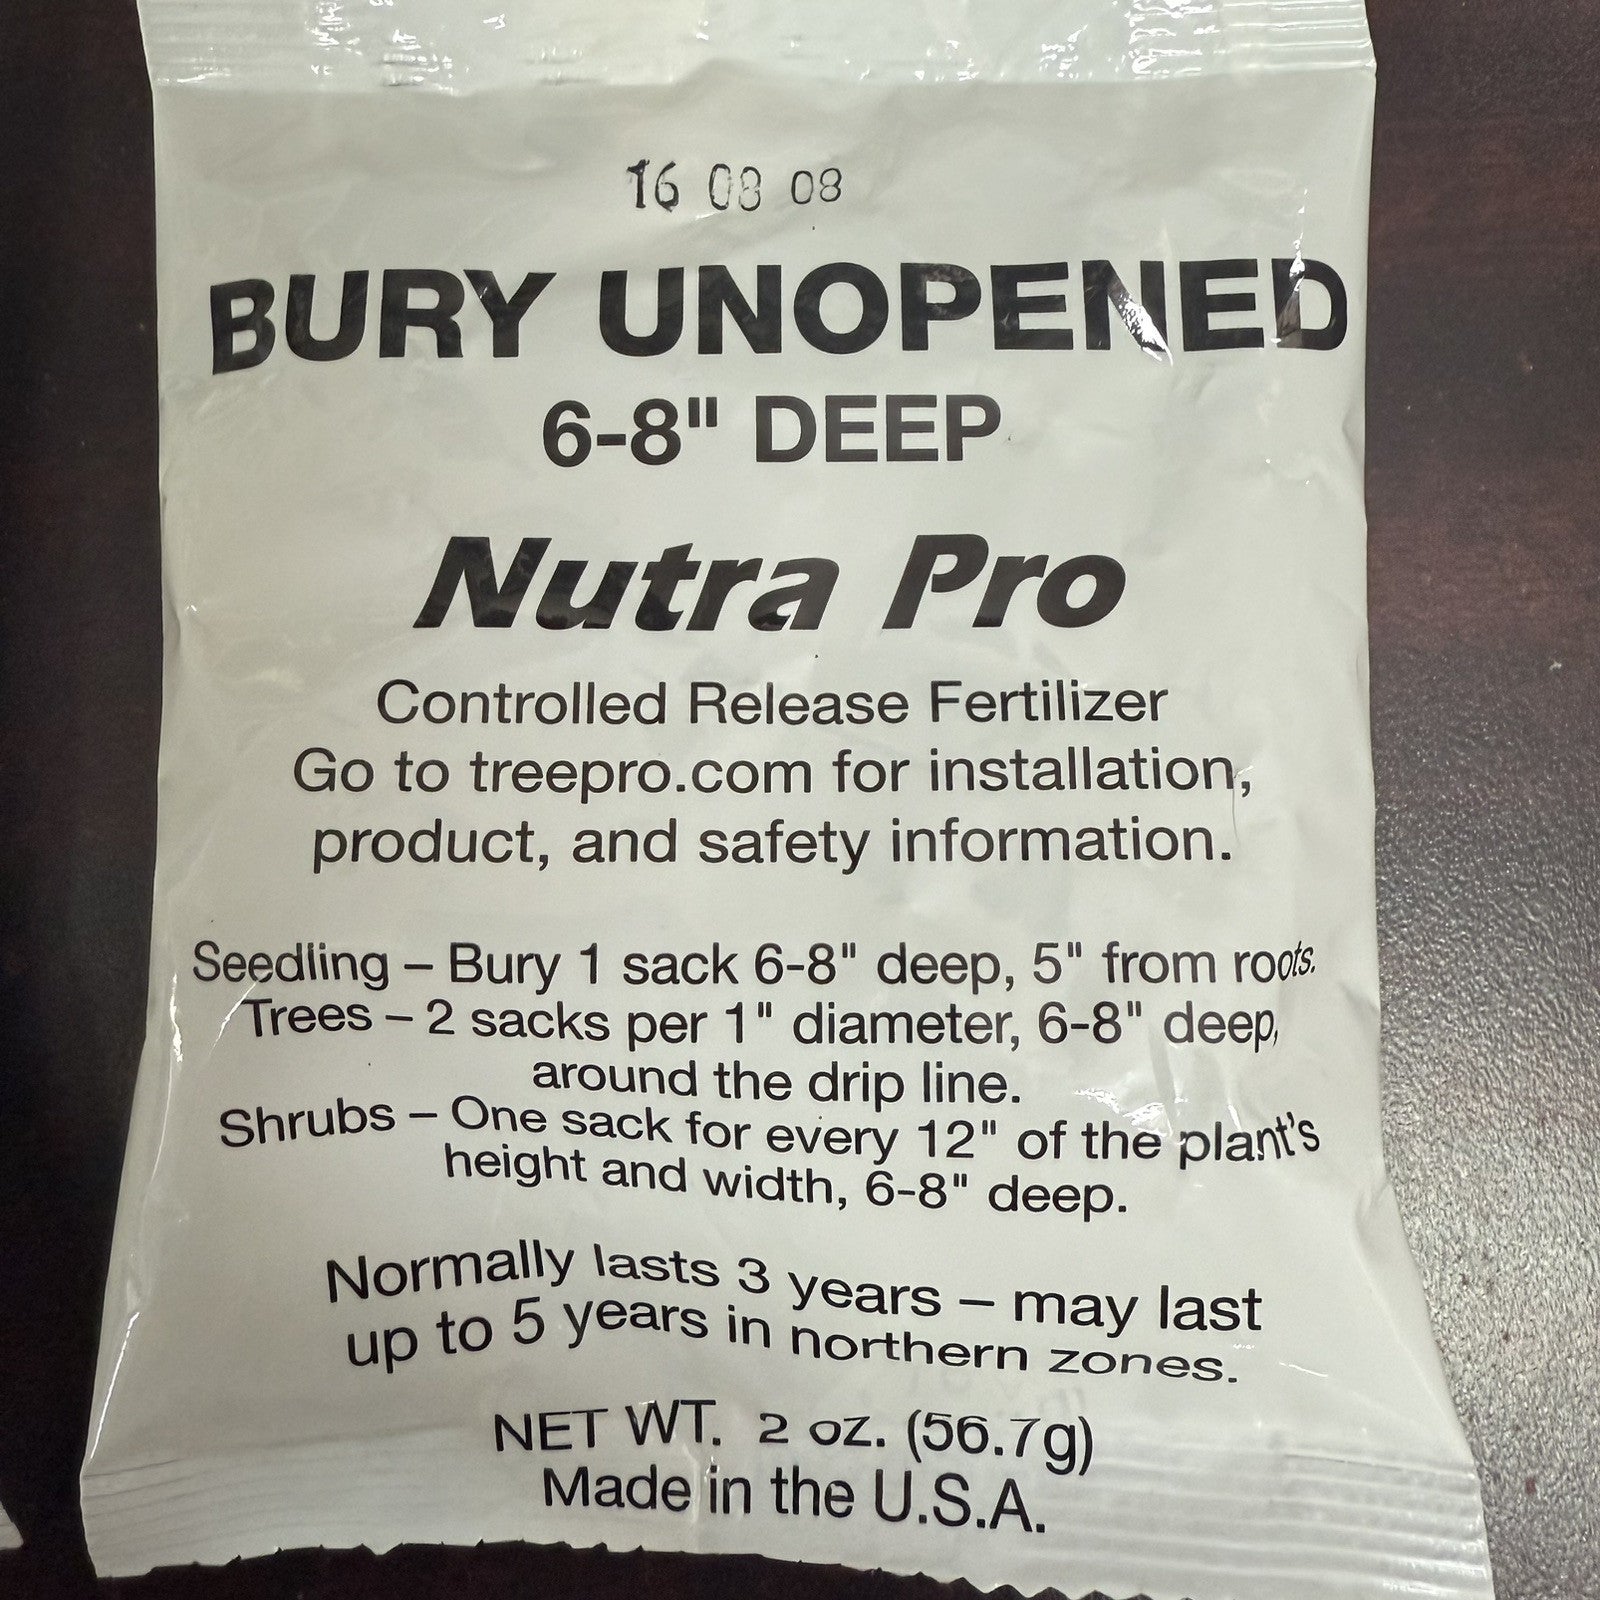 16 08 08
BURY UNOPENED
6-8" DEEP
Nutra Pro
Controlled Release Fertilizer
Go to treepro.com for installation,
product, and safety information.
Seedling – Bury 1 sack 6-8" deep, 5" from roots.
Trees – 2 sacks per 1" diameter, 6-8" deep,
around the drip line.
Shrubs – One sack for every 12" of the plant's
height and width, 6-8" deep.
Normally lasts 3 years – may last
up to 5 years in northern zones.
NET WT. 2 oz. (56.7g)
Made in the U.S.A.